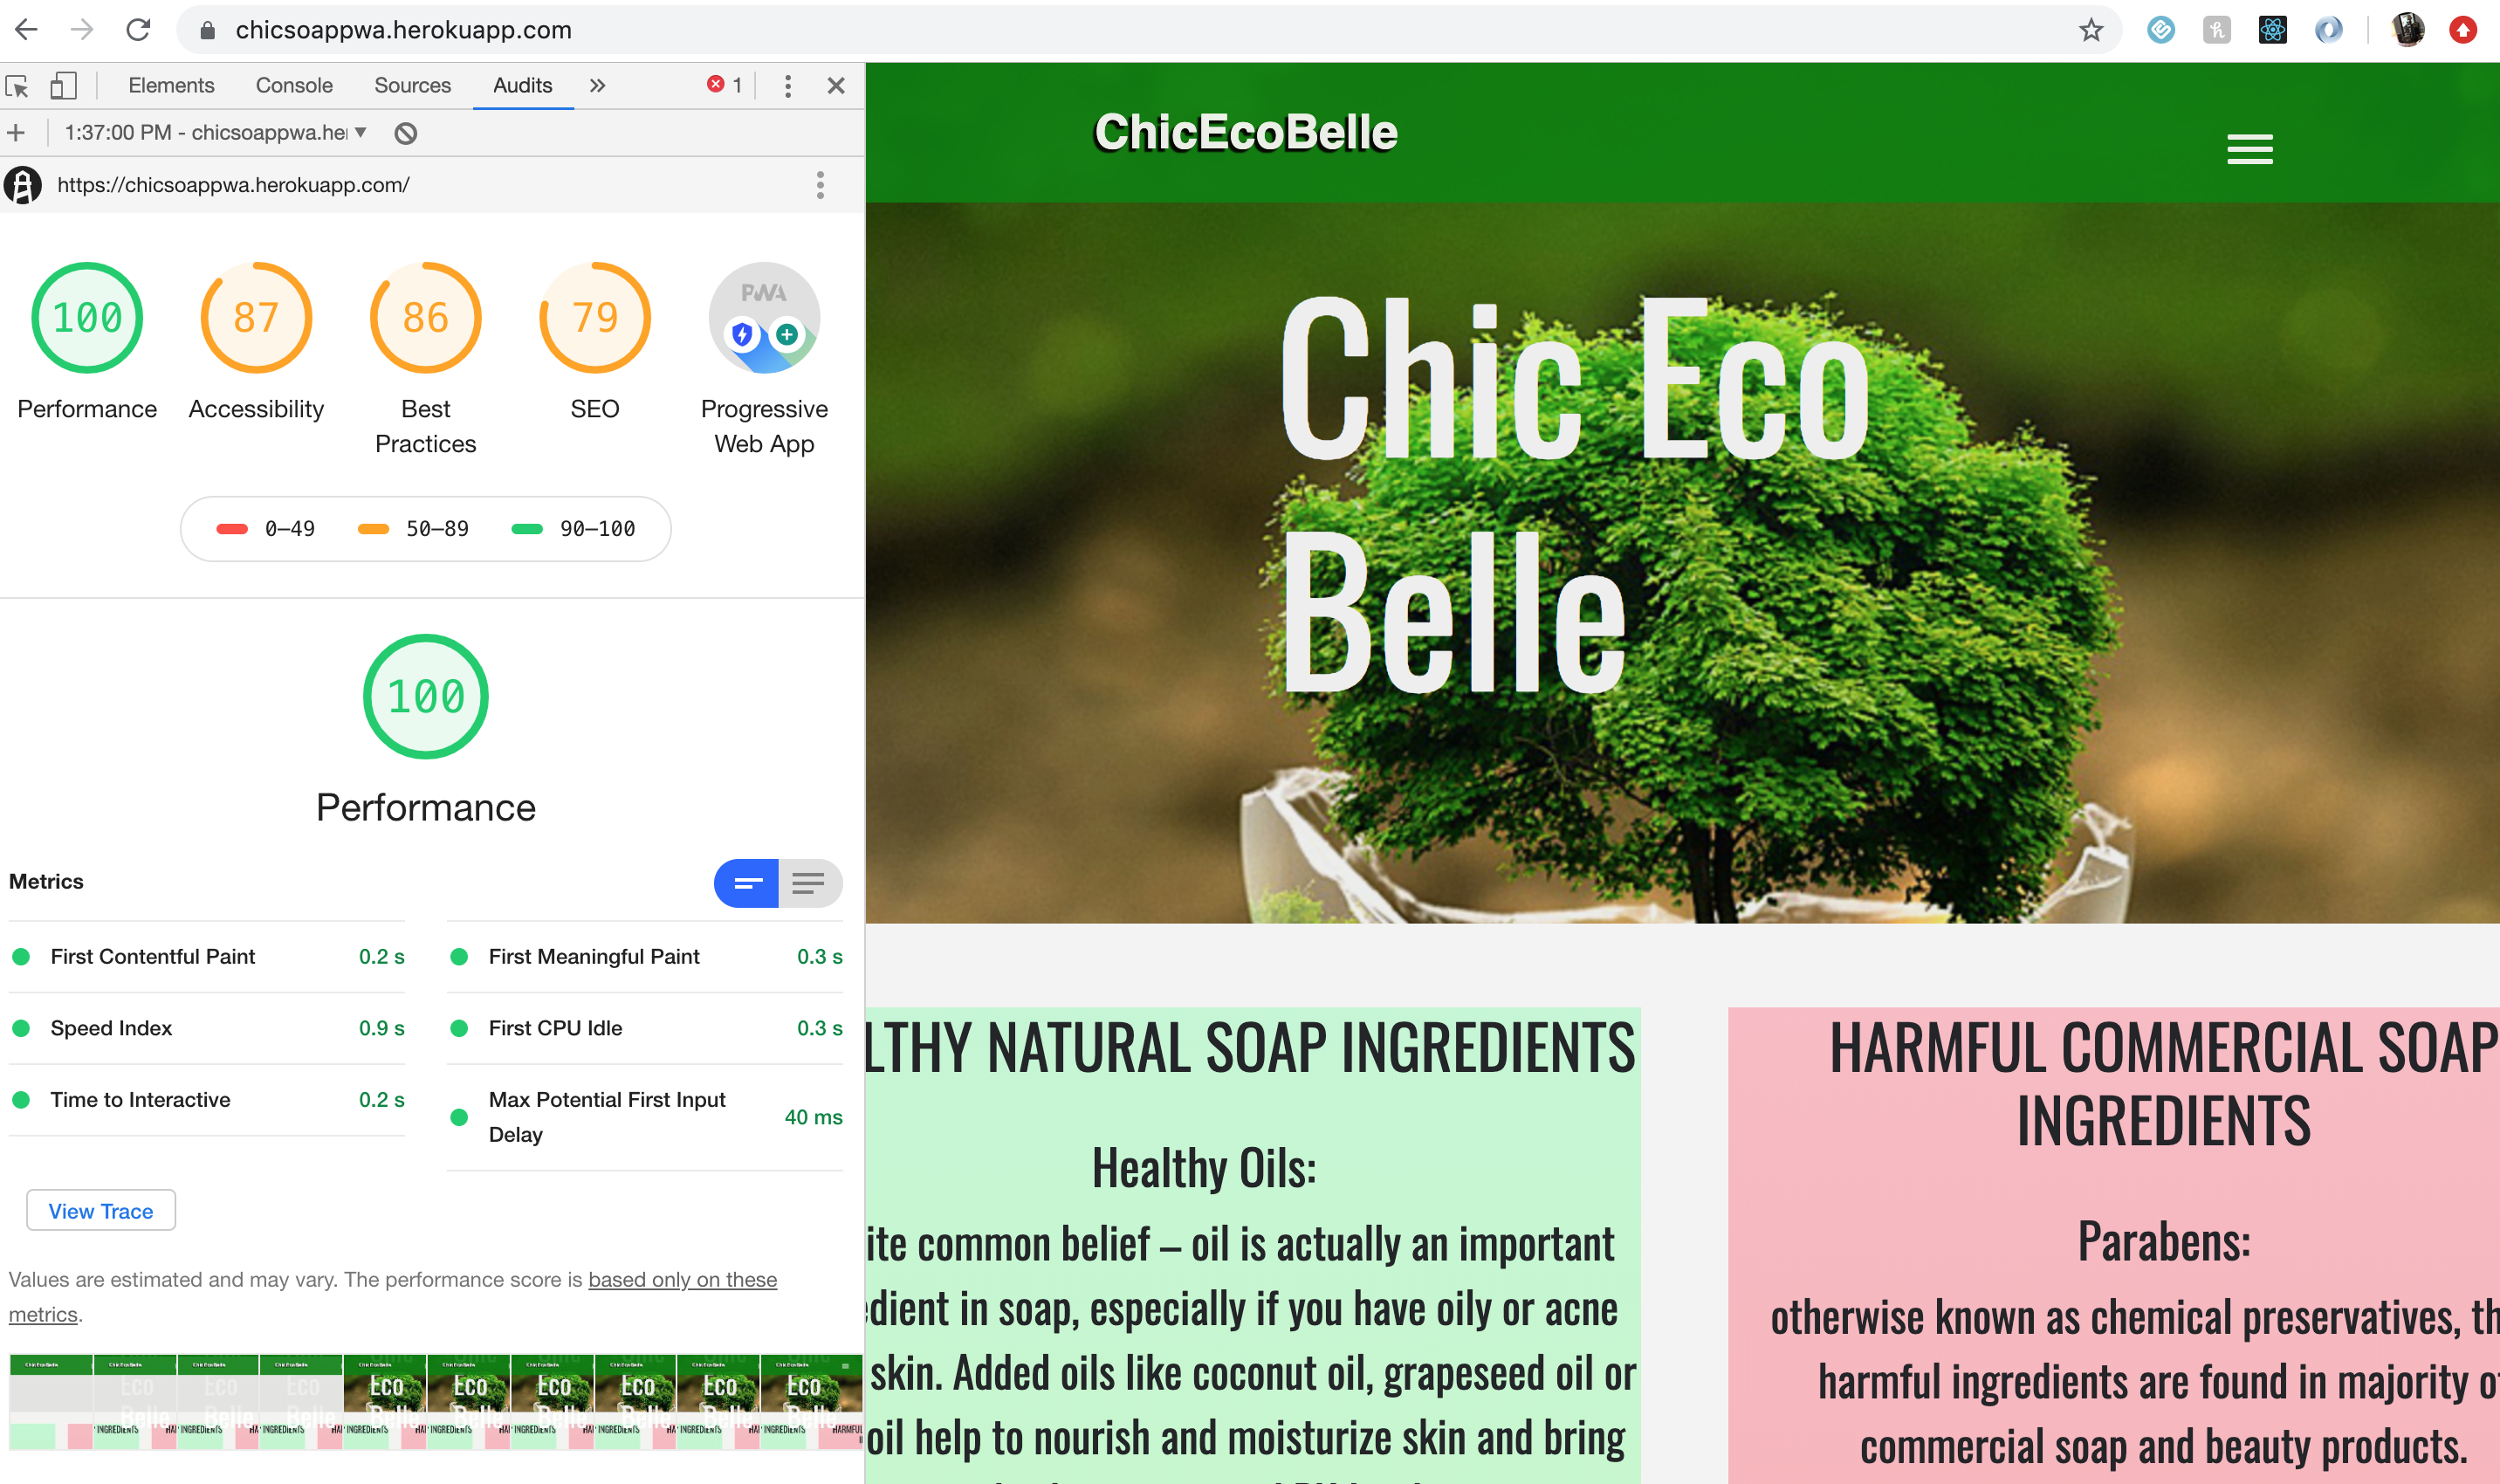 chicsoappwa.herokuapp.com
Elements Console Sources Audits » 1
1:37:00 PM - chicsoappwa.he
https://chicsoappwa.herokuapp.com/
100 87 86 79 PWA
Performance Accessibility Best Practices SEO Progressive Web App
0–49 50–89 90–100
100
Performance
Metrics
First Contentful Paint 0.2 s
First Meaningful Paint 0.3 s
Speed Index 0.9 s
First CPU Idle 0.3 s
Time to Interactive 0.2 s
Max Potential First Input Delay 40 ms
View Trace
Values are estimated and may vary. The performance score is based only on these
metrics.
ChicEcoBelle
Chic Eco
Belle
LTHY NATURAL SOAP INGREDIENTS
Healthy Oils:
ite common belief – oil is actually an important
edient in soap, especially if you have oily or acne
skin. Added oils like coconut oil, grapeseed oil or
oil help to nourish and moisturize skin and bring
HARMFUL COMMERCIAL SOAP
INGREDIENTS
Parabens:
otherwise known as chemical preservatives, th
harmful ingredients are found in majority o
commercial soap and beauty products.